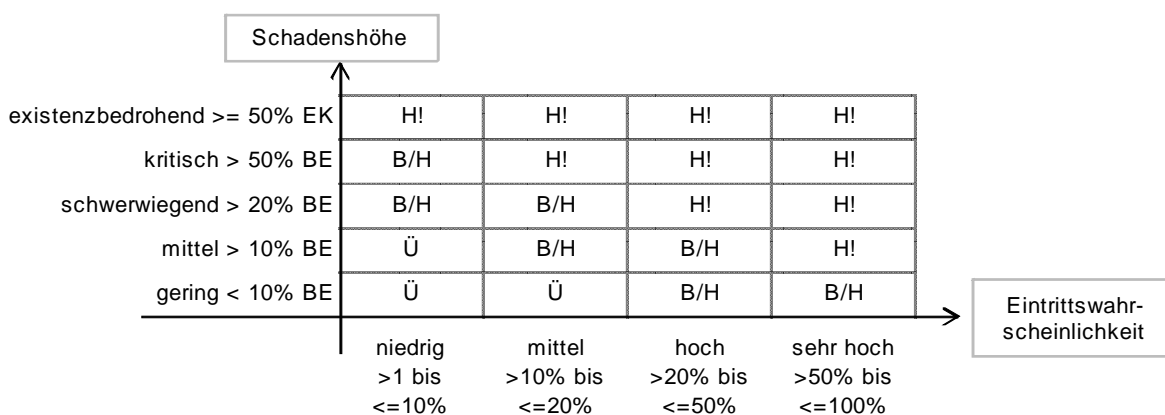 Schadenshöhe
existenzbedrohend >= 50% EK H! H! H! H!
kritisch > 50% BE B/H H! H! H!
schwerwiegend > 20% BE B/H B/H H! H!
mittel > 10% BE Ü B/H B/H H!
gering < 10% BE Ü Ü B/H B/H
Eintrittswahr-
scheinlichkeit
niedrig mittel hoch sehr hoch
>1 bis >10% bis >20% bis >50% bis
<=10% <=20% <=50% <=100%